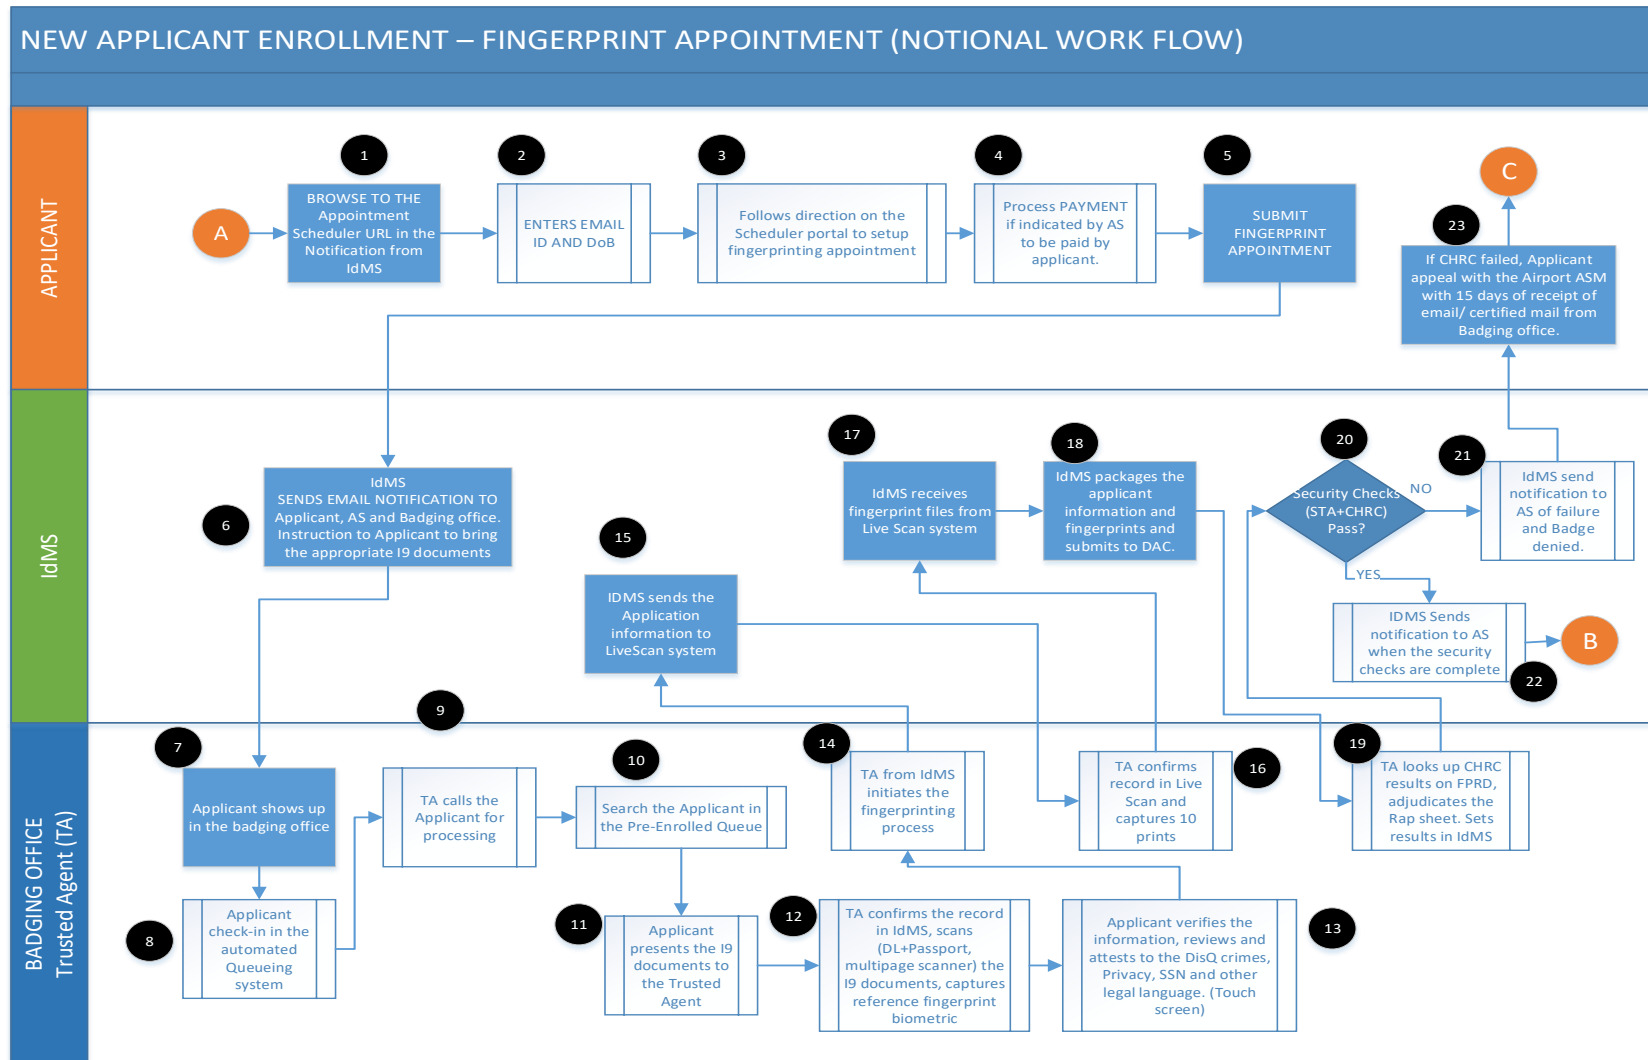 NEW APPLICANT ENROLLMENT – FINGERPRINT APPOINTMENT (NOTIONAL WORK FLOW)
APPLICANT
A
1
BROWSE TO THE
Appointment
Scheduler URL in the
Notification from
IdMS
2
ENTERS EMAIL
ID AND DoB
3
Follows direction on the
Scheduler portal to setup
fingerprinting appointment
4
Process PAYMENT
if indicated by AS
to be paid by
applicant.
5
SUBMIT
FINGERPRINT
APPOINTMENT
C
23
If CHRC failed, Applicant
appeal with the Airport ASM
with 15 days of receipt of
email/ certified mail from
Badging office.
IdMS
6
IdMS
SENDS EMAIL NOTIFICATION TO
Applicant, AS and Badging office.
Instruction to Applicant to bring
the appropriate I9 documents
15
IDMS sends the
Application
information to
LiveScan system
17
IdMS receives
fingerprint files from
Live Scan system
18
IdMS packages the
applicant
information and
fingerprints and
submits to DAC.
20
Security Checks
(STA+CHRC)
Pass?
NO
YES
21
IdMS send
notification to
AS of failure
and Badge
denied.
IDMS Sends
notification to AS
when the security
checks are complete
22
B
BADGING OFFICE
Trusted Agent (TA)
7
Applicant shows up
in the badging office
8
Applicant
check-in in the
automated
Queueing
system
9
TA calls the
Applicant for
processing
10
Search the Applicant in
the Pre-Enrolled Queue
11
Applicant
presents the I9
documents to
the Trusted
Agent
12
TA confirms the record
in IdMS, scans
(DL+Passport,
multipage scanner) the
I9 documents, captures
reference fingerprint
biometric
13
Applicant verifies the
information, reviews and
attests to the DisQ crimes,
Privacy, SSN and other
legal language. (Touch
screen)
14
TA from IdMS
initiates the
fingerprinting
process
16
TA confirms
record in Live
Scan and
captures 10
prints
19
TA looks up CHRC
results on FPRD,
adjudicates the
Rap sheet. Sets
results in IdMS